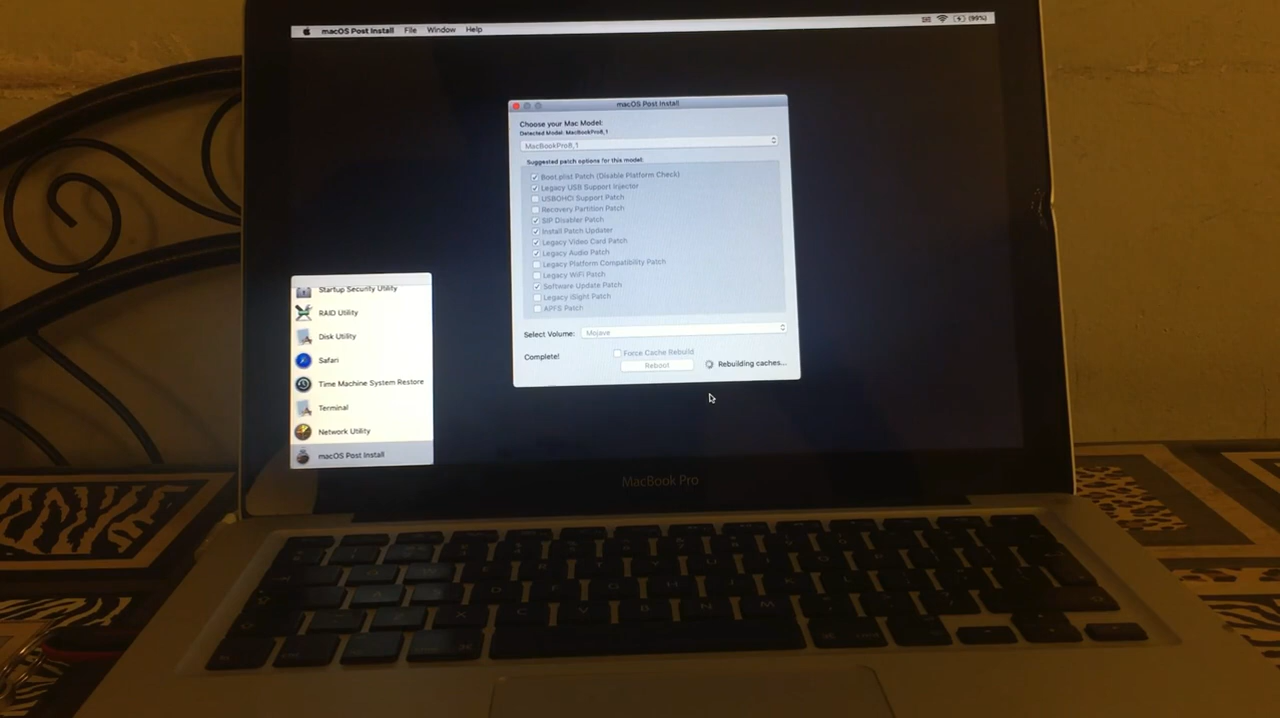 macOS Post Install File Window Help
(99%)
macOS Post Install
Choose your Mac Model:
Detected Model: MacBookPro8,1
MacBookPro8,1
Suggested patch options for this model:
Boot.plist Patch (Disable Platform Check)
Legacy USB Support Injector
USBOHCI Support Patch
Recovery Partition Patch
SIP Disabler Patch
Install Patch Updater
Legacy Video Card Patch
Legacy Audio Patch
Legacy Platform Compatibility Patch
Legacy WiFi Patch
Software Update Patch
Legacy iSight Patch
APFS Patch
Select Volume: Mojave
Complete!
Force Cache Rebuild
Reboot
Rebuilding caches...
Startup Security Utility
RAID Utility
Disk Utility
Safari
Time Machine System Restore
Terminal
Network Utility
macOS Post Install
MacBook Pro